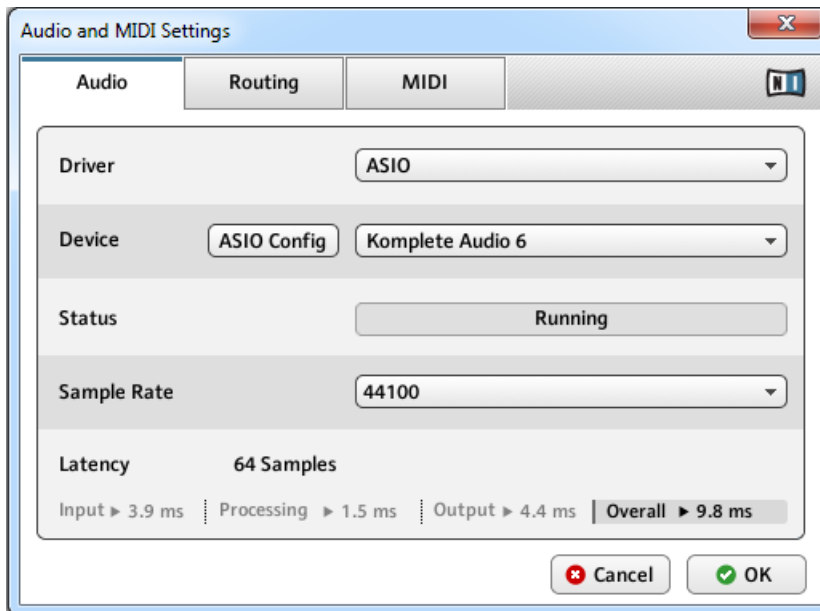 Audio and MIDI Settings
Audio Routing MIDI NI
Driver ASIO
Device ASIO Config Komplete Audio 6
Status Running
Sample Rate 44100
Latency 64 Samples
Input ▸ 3.9 ms Processing ▸ 1.5 ms Output ▸ 4.4 ms Overall ▸ 9.8 ms
Cancel OK